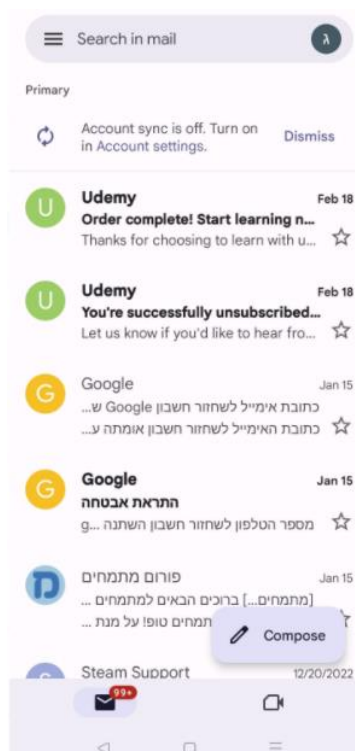 Search in mail
ג
Primary
Account sync is off. Turn on
in Account settings.
Dismiss
U
Udemy
Feb 18
Order complete! Start learning n...
Thanks for choosing to learn with u...
U
Udemy
Feb 18
You're successfully unsubscribed...
Let us know if you'd like to hear fro...
G
Google
Jan 15
כתובת אימייל לשחזור חשבון Google ש...
כתובת האימייל לשחזור חשבון אומתה ע...
G
Google
Jan 15
התראת אבטחה
מספר הטלפון לשחזור חשבון השתנה g...
פורום מתמחים
Jan 15
[מתמחים...] ברוכים הבאים למתמחים ...
תמחים טופ! על מנת ...
Compose
Steam Support
12/20/2022
99+